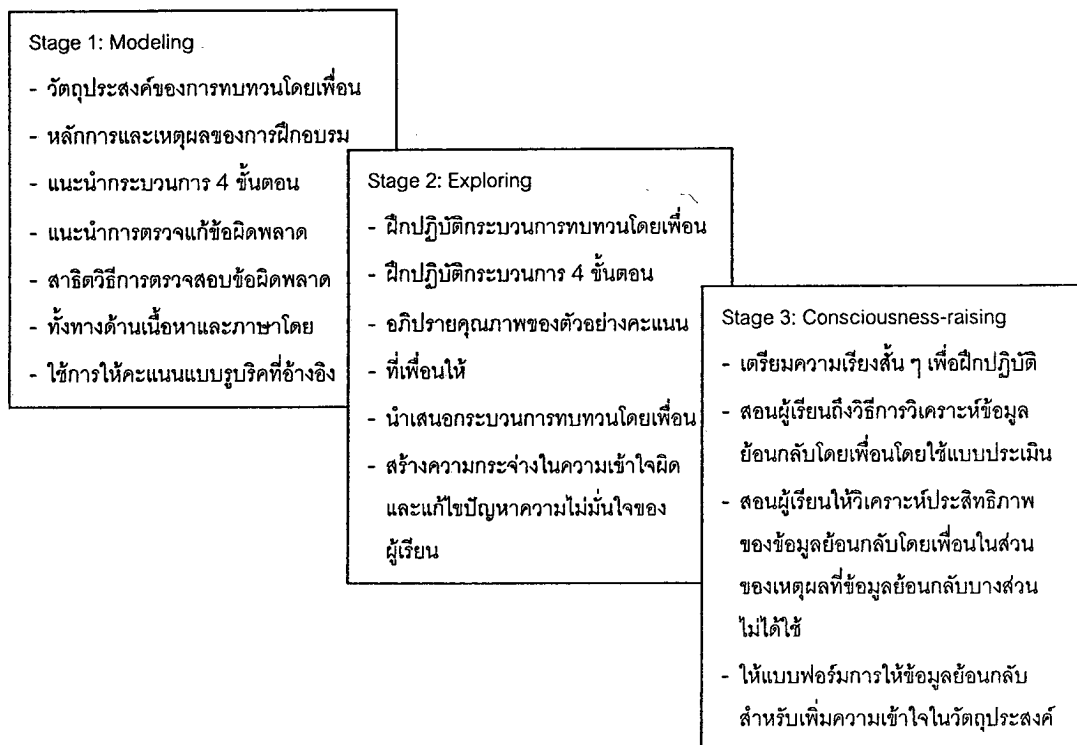 Stage 1: Modeling
- วัตถุประสงค์ของการทบทวนโดยเพื่อน
- หลักการและเหตุผลของการฝึกอบรม
- แนะนำกระบวนการ 4 ขั้นตอน
- แนะนำการตรวจแก้ข้อผิดพลาด
- สาธิตวิธีการตรวจสอบข้อผิดพลาด
- ทั้งทางด้านเนื้อหาและภาษาโดย
- ใช้การให้คะแนนแบบรูบริคที่อ้างอิง
Stage 2: Exploring
- ฝึกปฏิบัติกระบวนการทบทวนโดยเพื่อน
- ฝึกปฏิบัติกระบวนการ 4 ขั้นตอน
- อภิปรายคุณภาพของตัวอย่างคะแนน
- ที่เพื่อนให้
- นำเสนอกระบวนการทบทวนโดยเพื่อน
- สร้างความกระจ่างในความเข้าใจผิด
และแก้ไขปัญหาความไม่มั่นใจของ
ผู้เรียน
Stage 3: Consciousness-raising
- เตรียมความเรียงสั้น ๆ เพื่อฝึกปฏิบัติ
- สอนผู้เรียนถึงวิธีการวิเคราะห์ข้อมูล
ย้อนกลับโดยเพื่อนโดยใช้แบบประเมิน
- สอนผู้เรียนให้วิเคราะห์ประสิทธิภาพ
ของข้อมูลย้อนกลับโดยเพื่อนในส่วน
ของเหตุผลที่ข้อมูลย้อนกลับบางส่วน
ไม่ได้ใช้
- ให้แบบฟอร์มการให้ข้อมูลย้อนกลับ
สำหรับเพิ่มความเข้าใจในวัตถุประสงค์